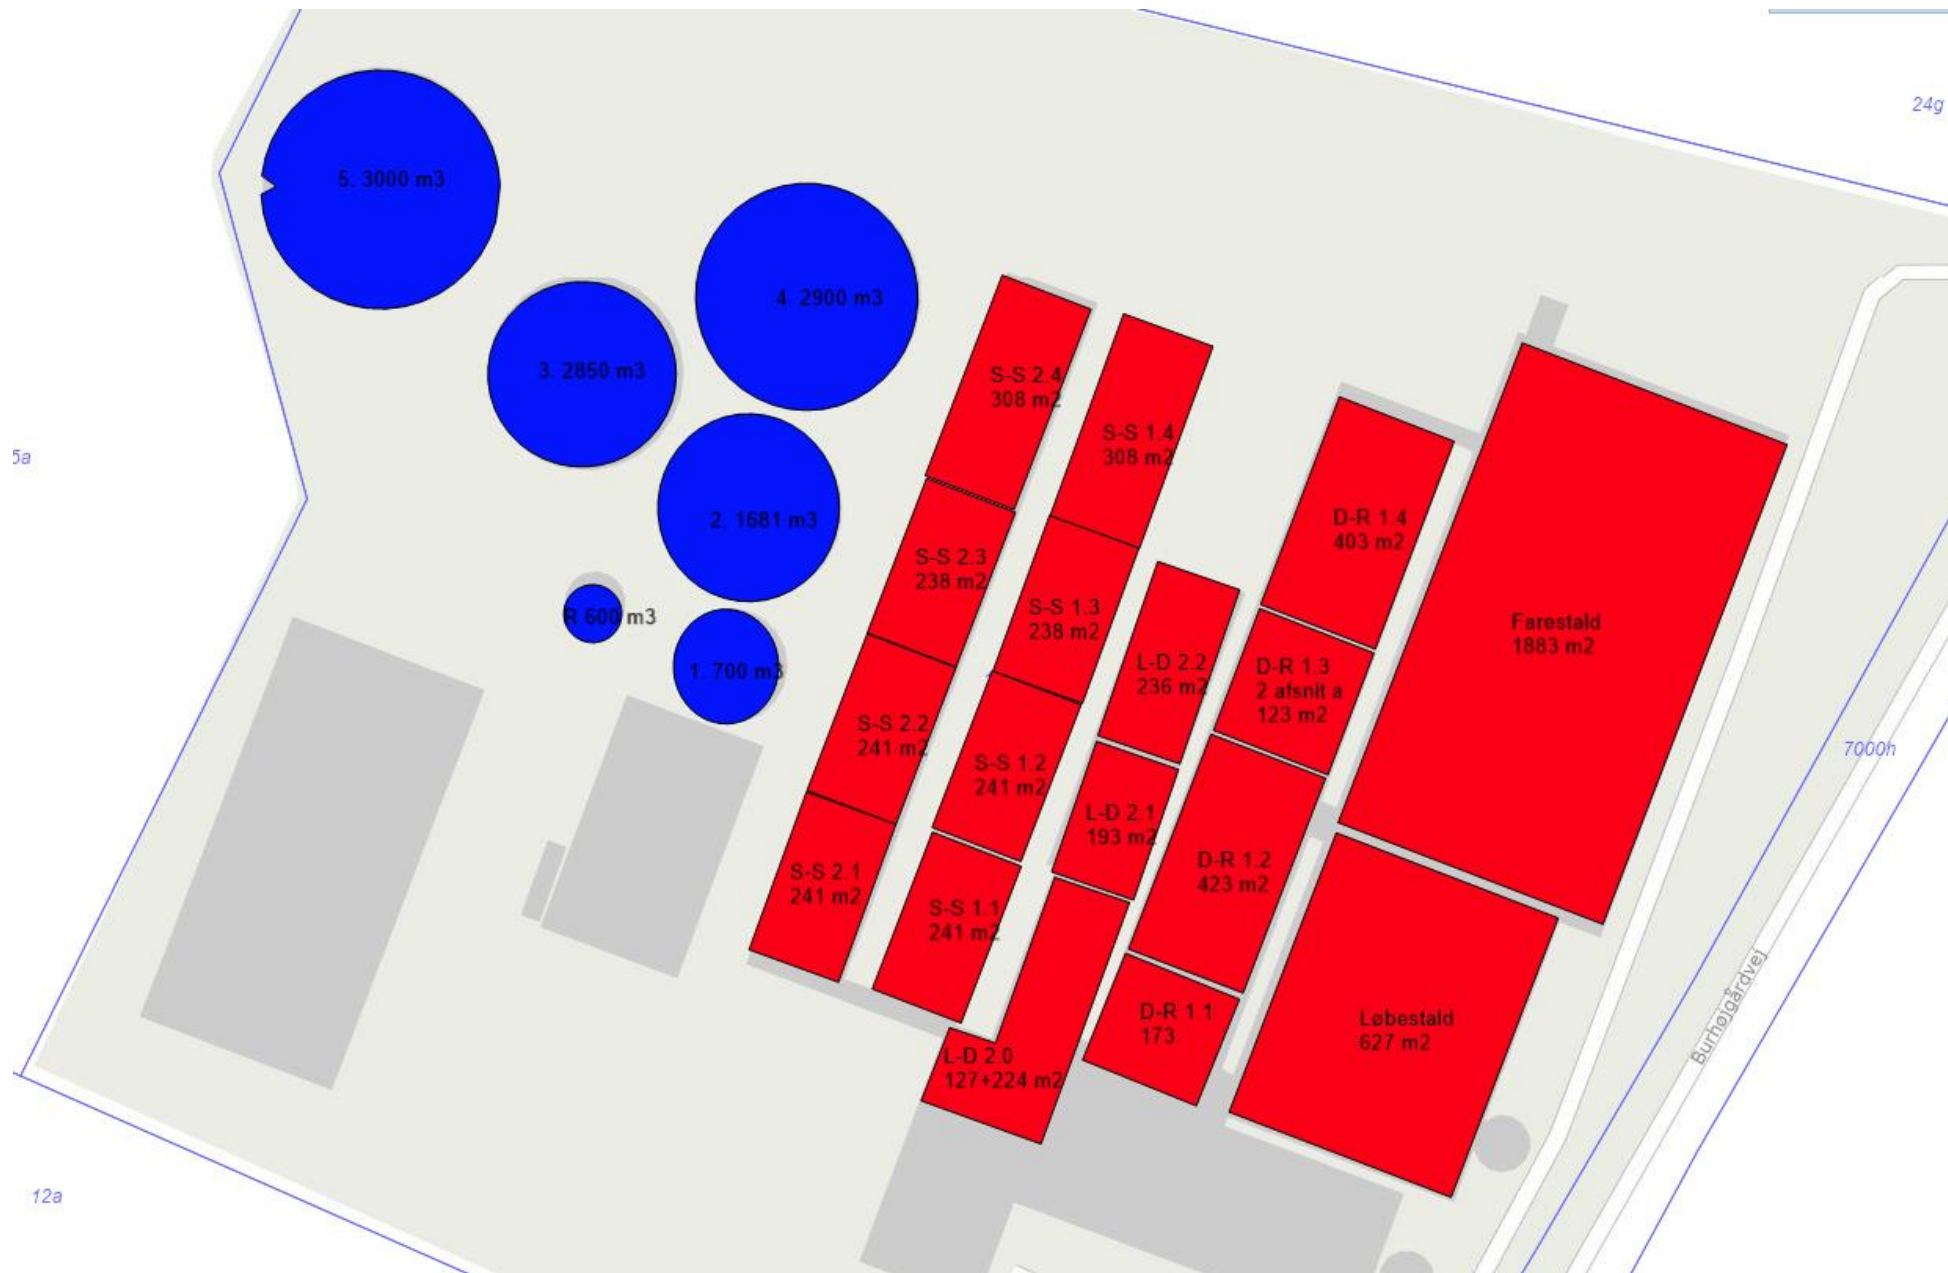 24g
5. 3000 m3
4. 2900 m3
3. 2850 m3
S-S 2.4
308 m2
S-S 1.4
308 m2
5a
2. 1681 m3
D-R 1.4
403 m2
S-S 2.3
238 m2
S-S 1.3
238 m2
R 600 m3
Farestald
1883 m2
1. 700 m3
L-D 2.2
236 m2
D-R 1.3
2 afsnit a
123 m2
S-S 2.2
241 m2
7000h
S-S 1.2
241 m2
L-D 2.1
193 m2
D-R 1.2
423 m2
S-S 2.1
241 m2
S-S 1.1
241 m2
Burhøjgårdvej
D-R 1.1
173
Løbestald
627 m2
L-D 2.0
127+224 m2
12a